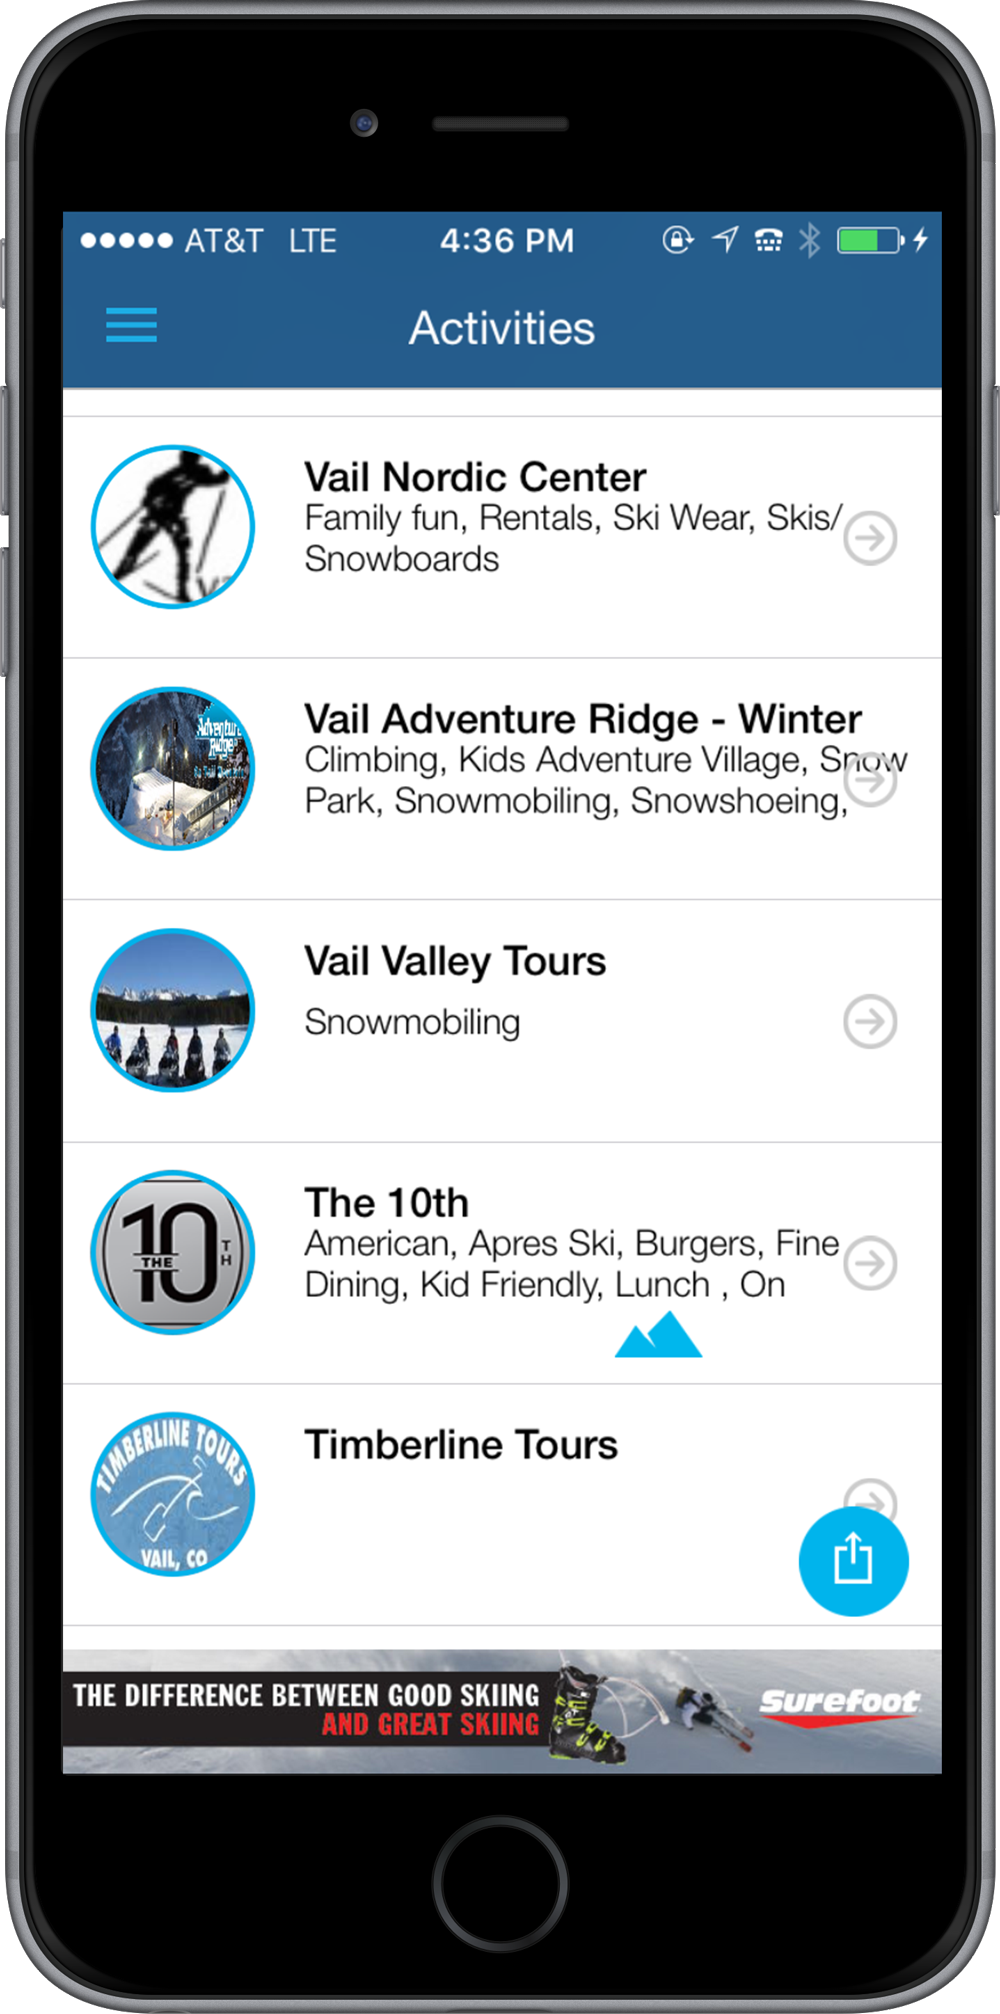 AT&T LTE 4:36 PM
Activities
Vail Nordic Center
Family fun, Rentals, Ski Wear, Skis/
Snowboards
Adventure
Ridge
Vail Adventure Ridge - Winter
Climbing, Kids Adventure Village, Snow
Park, Snowmobiling, Snowshoeing,
Vail Valley Tours
Snowmobiling
10
THE
TH
The 10th
American, Apres Ski, Burgers, Fine
Dining, Kid Friendly, Lunch , On
TIMBERLINE TOURS
VAIL, CO
Timberline Tours
THE DIFFERENCE BETWEEN GOOD SKIING
AND GREAT SKIING
Surefoot